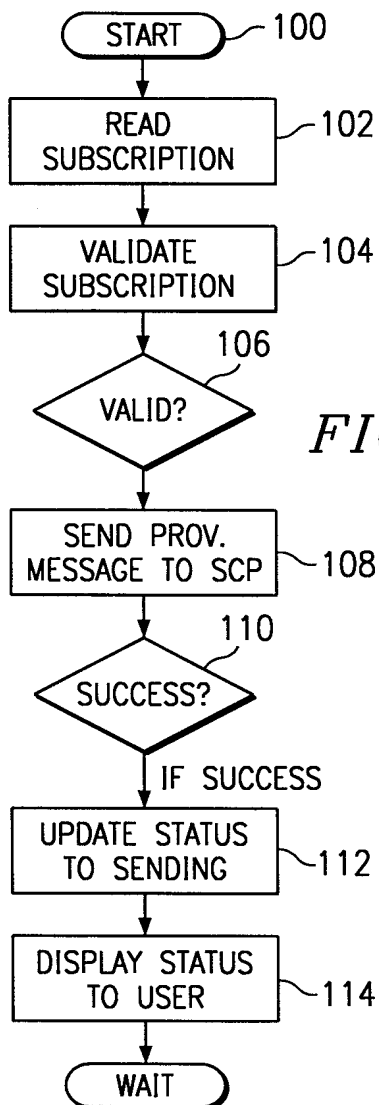 START
100
READ
SUBSCRIPTION
102
VALIDATE
SUBSCRIPTION
104
106
VALID?
FI
SEND PROV.
MESSAGE TO SCP
108
110
SUCCESS?
IF SUCCESS
UPDATE STATUS
TO SENDING
112
DISPLAY STATUS
TO USER
114
WAIT